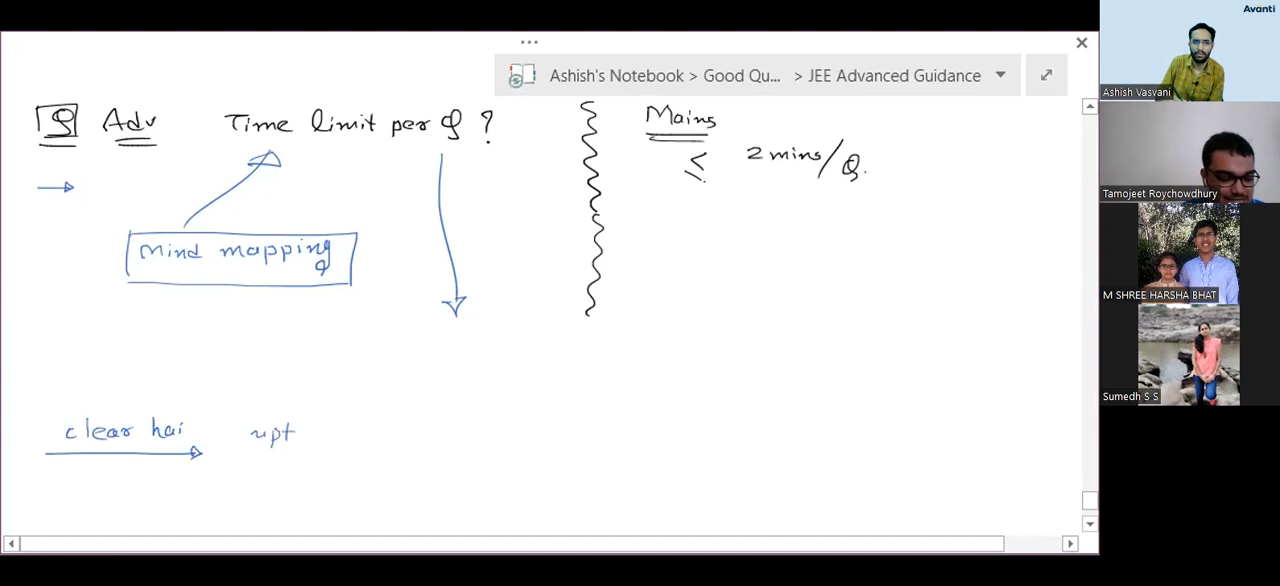 Avanti
Ashish's Notebook > Good Qu... > JEE Advanced Guidance
Ashish Vasvani
Q Adv Time limit per Q ?
Mains
≤ 2 mins/Q.
Mind mapping
clear hai upt
Tamojeet Roychowdhury
M SHREE HARSHA BHAT
Sumedh S S